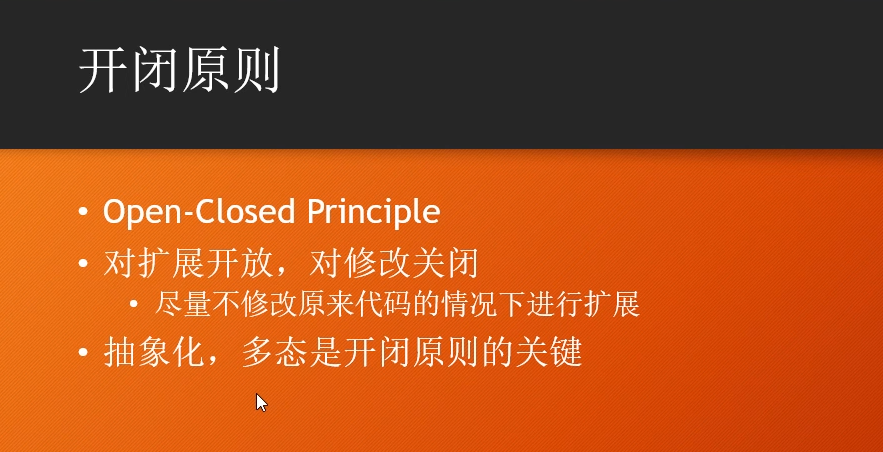 开闭原则
• Open-Closed Principle
• 对扩展开放，对修改关闭
• 尽量不修改原来代码的情况下进行扩展
• 抽象化，多态是开闭原则的关键